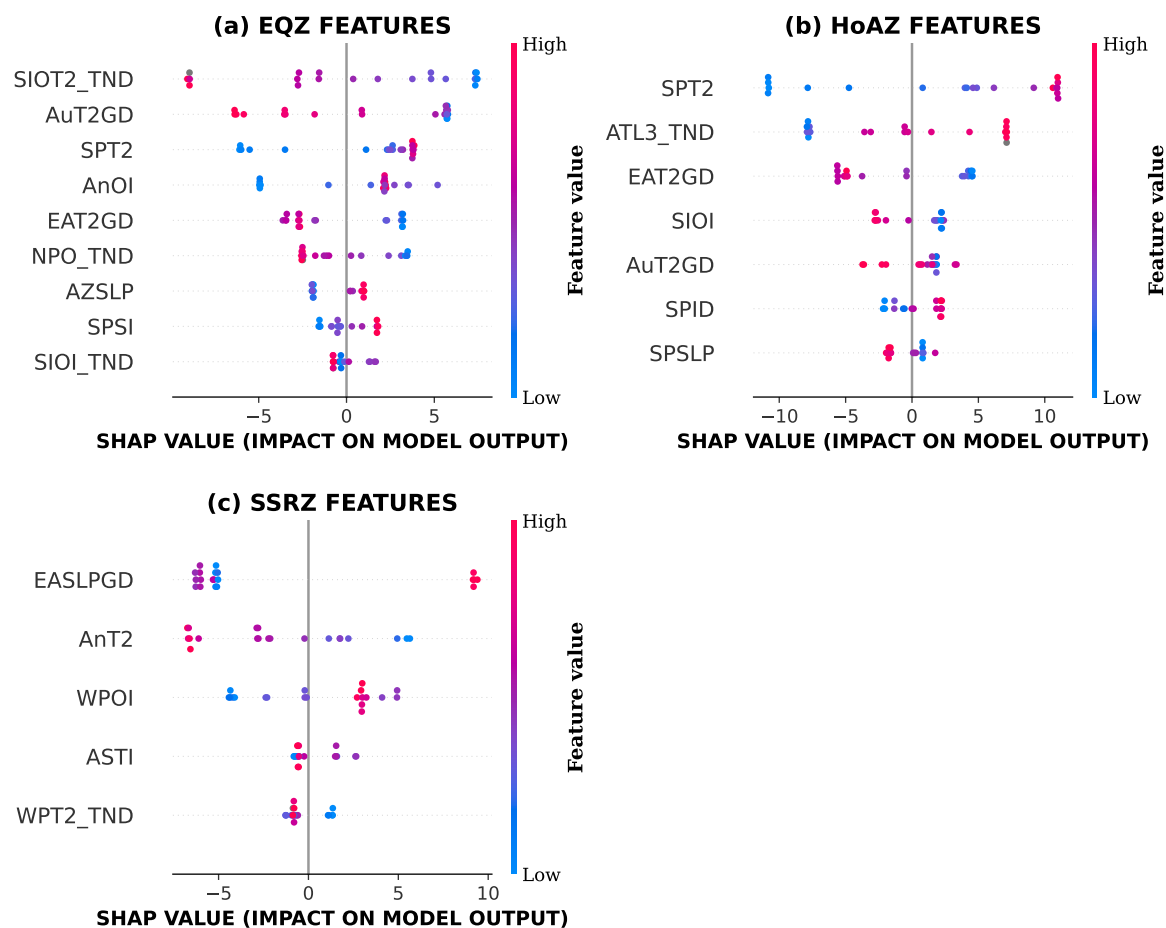 (a) EQZ FEATURES
High
SIOT2_TND
AuT2GD
SPT2
AnOI
EAT2GD
NPO_TND
AZSLP
SPSI
SIOI_TND
Feature value
Low
−5 0 5
SHAP VALUE (IMPACT ON MODEL OUTPUT)
(b) HoAZ FEATURES
High
SPT2
ATL3_TND
EAT2GD
SIOI
AuT2GD
SPID
SPSLP
Feature value
Low
−10 −5 0 5 10
SHAP VALUE (IMPACT ON MODEL OUTPUT)
(c) SSRZ FEATURES
High
EASLPGD
AnT2
WPOI
ASTI
WPT2_TND
Feature value
Low
−5 0 5 10
SHAP VALUE (IMPACT ON MODEL OUTPUT)